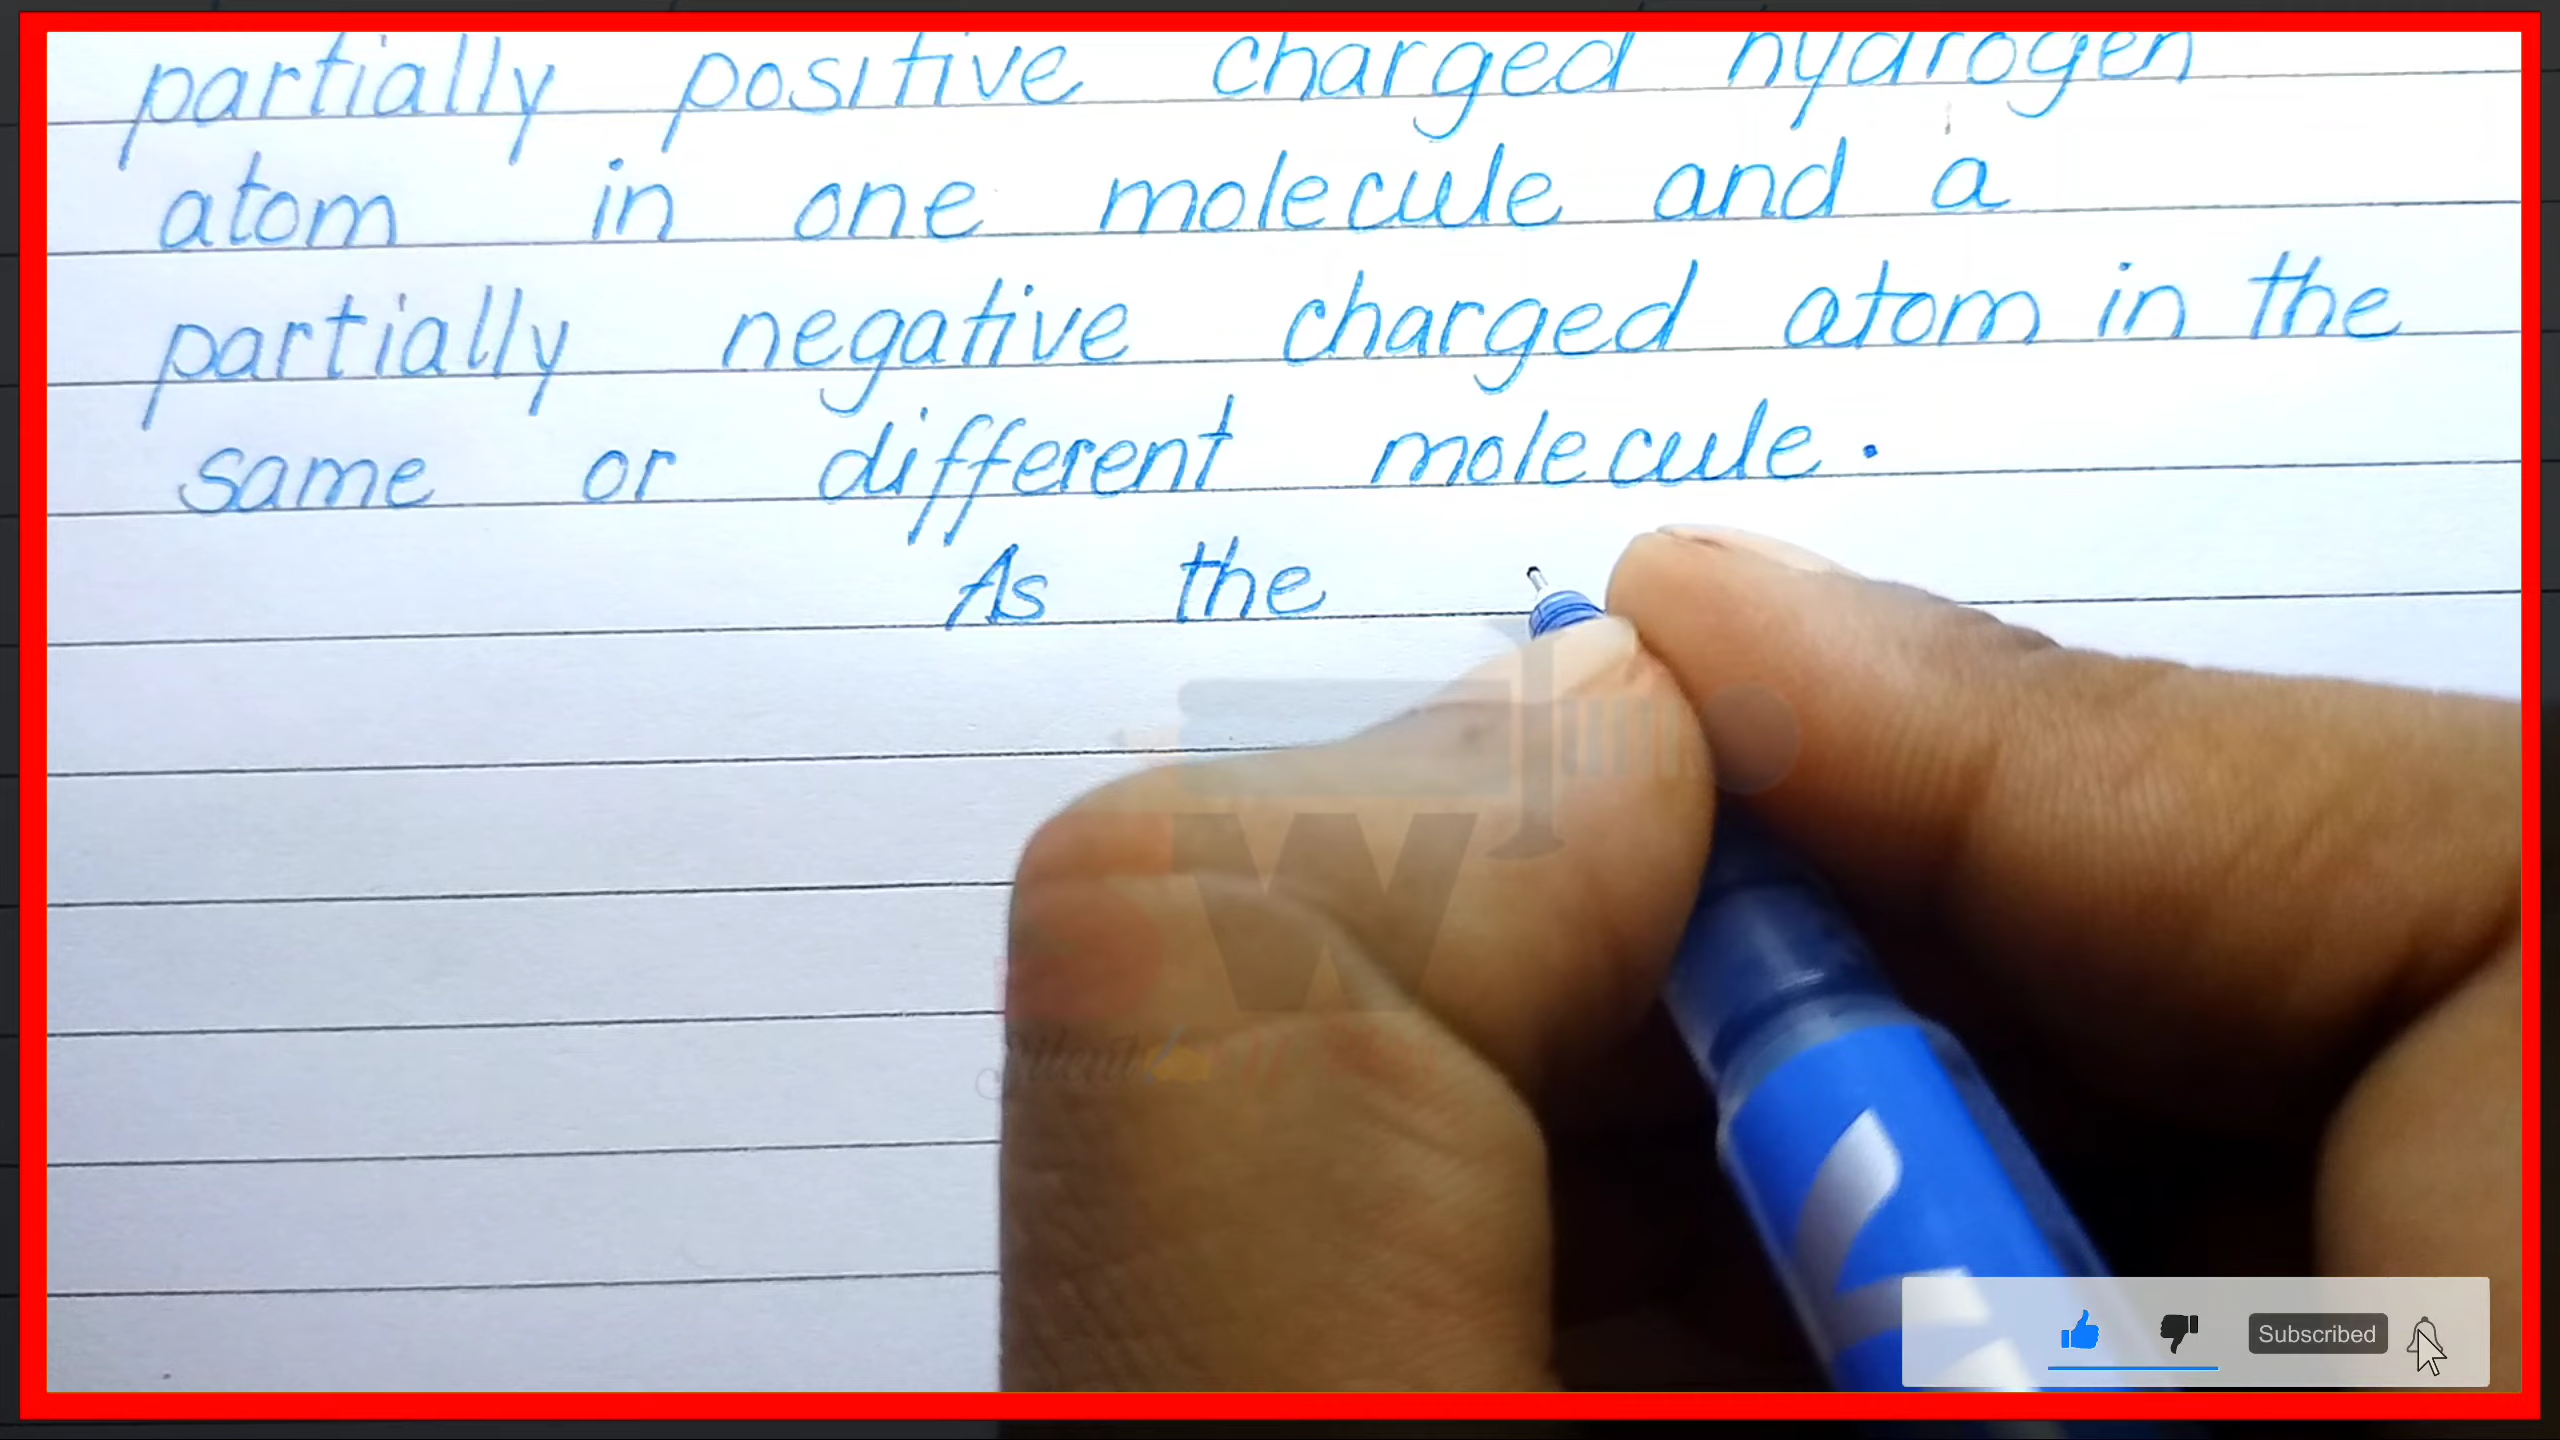 partially positive charged hydrogen
atom in one molecule and a
partially negative charged atom in the
same or different molecule.
As the
W
Silent
Subscribed